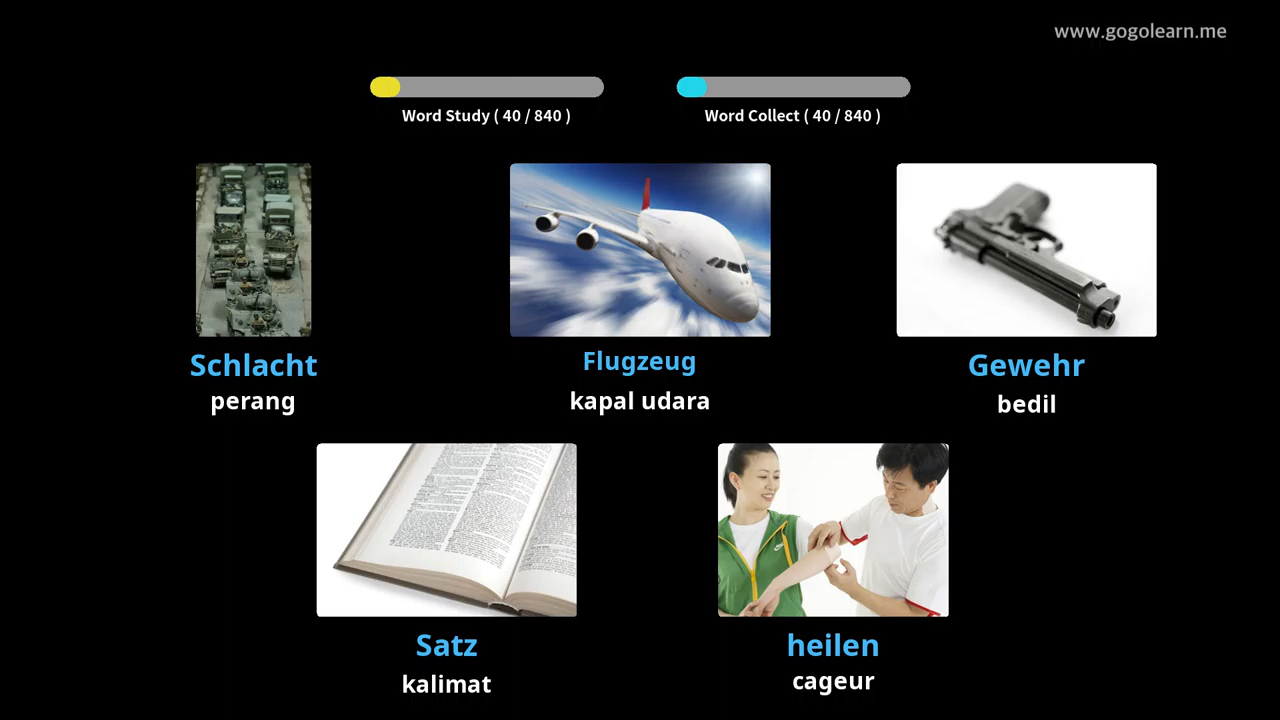 www.gogolearn.me
Word Study ( 40 / 840 )
Word Collect ( 40 / 840 )
Schlacht
perang
Flugzeug
kapal udara
Gewehr
bedil
Satz
kalimat
heilen
cageur